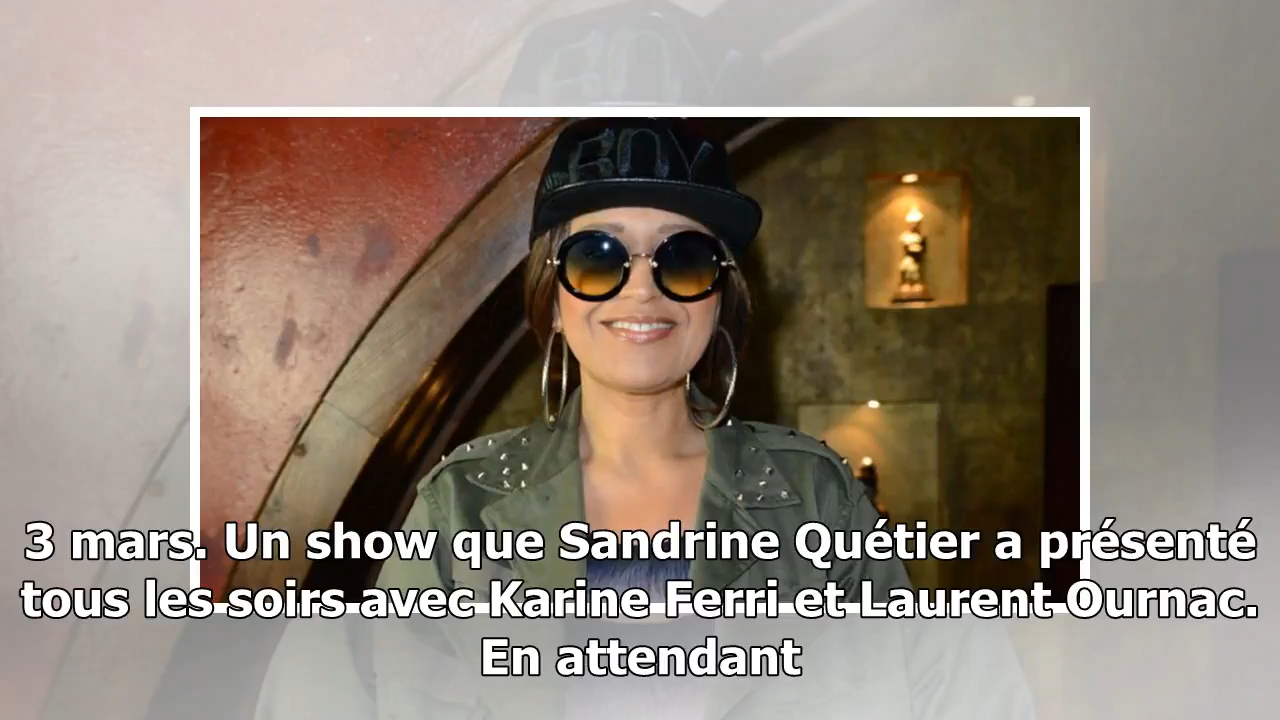 BOY
3 mars. Un show que Sandrine Quétier a présenté
tous les soirs avec Karine Ferri et Laurent Ournac.
En attendant